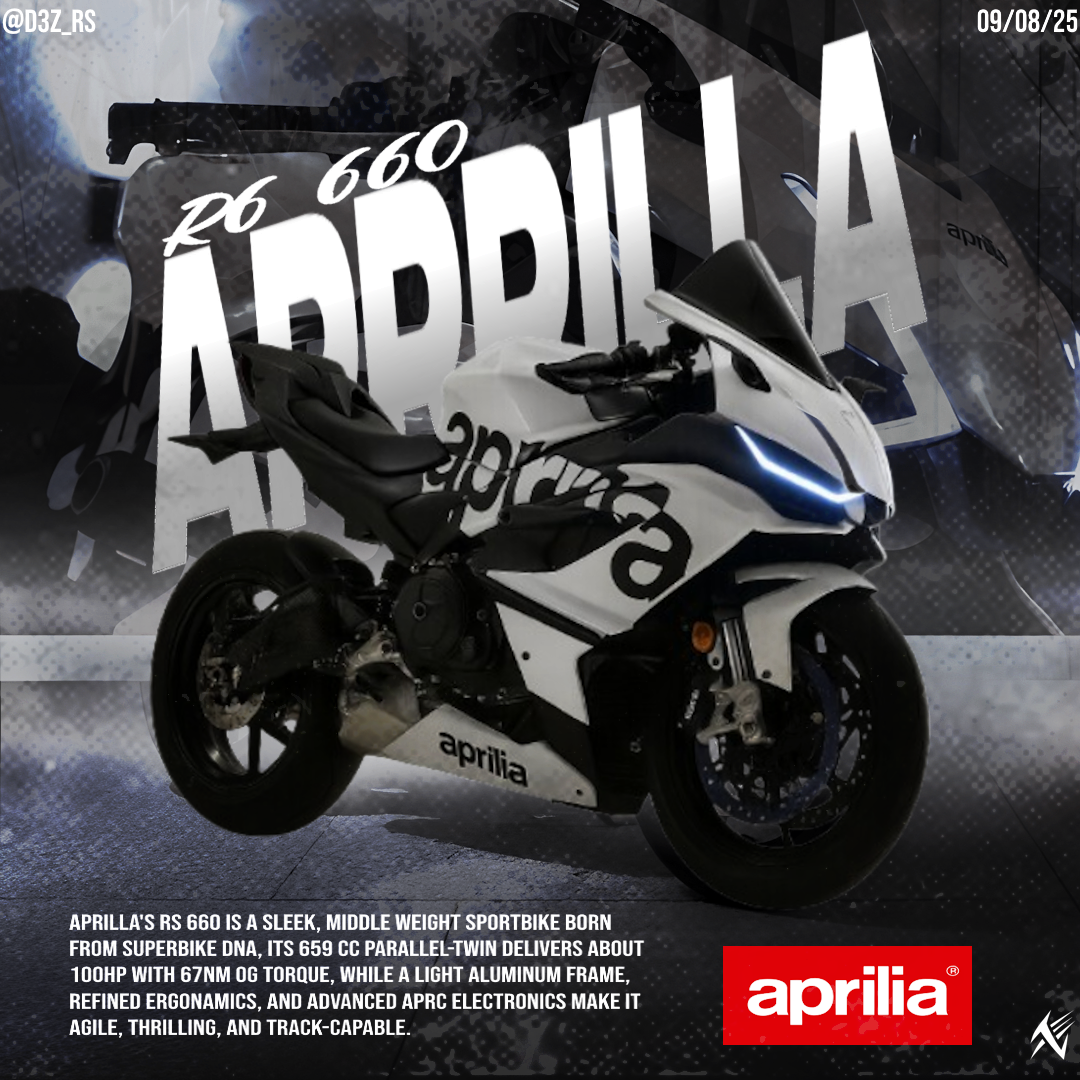 @D3Z_RS
09/08/25
R6 660
APRILLA
aprilia
aprilia
aprilia
APRILLA'S RS 660 IS A SLEEK, MIDDLE WEIGHT SPORTBIKE BORN
FROM SUPERBIKE DNA, ITS 659 CC PARALLEL-TWIN DELIVERS ABOUT
100HP WITH 67NM OG TORQUE, WHILE A LIGHT ALUMINUM FRAME,
REFINED ERGONAMICS, AND ADVANCED APRC ELECTRONICS MAKE IT
AGILE, THRILLING, AND TRACK-CAPABLE.
aprilia®